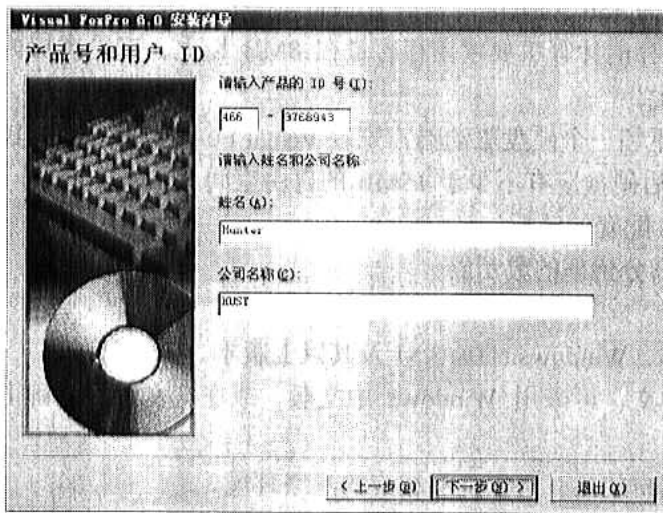 Visual FoxPro 6.0 安装向导
产品号和用户 ID
请输入产品的 ID 号(I):
466 - 3768943
请输入姓名和公司名称
姓名(A):
Hunter
公司名称(C):
HUST
< 上一步(B)
下一步(N) >
退出(X)